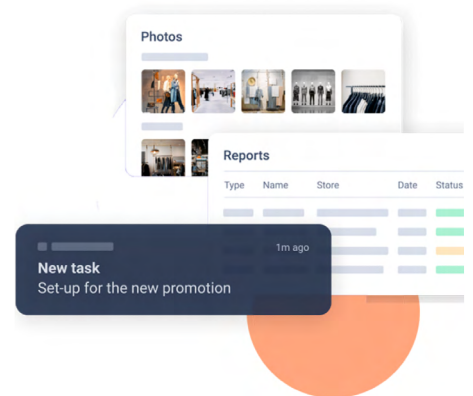 Photos
Reports
Type Name Store Date Status
1m ago
New task
Set-up for the new promotion